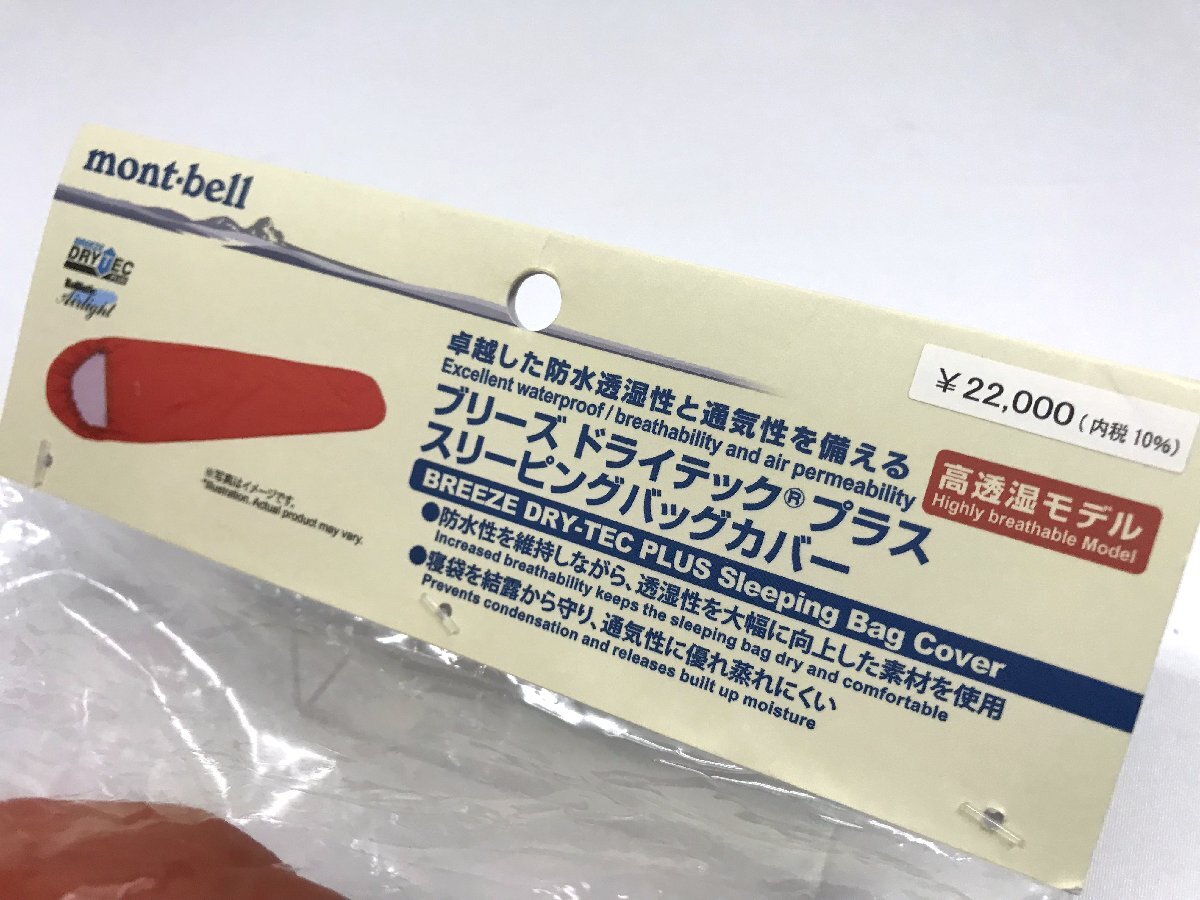 mont·bell
BREEZE
DRY TEC
Airlight
卓越した防水透湿性と通気性を備える
Excellent waterproof / breathability and air permeability
ブリーズ ドライテック® プラス
スリーピングバッグカバー
BREEZE DRY-TEC PLUS Sleeping Bag Cover
●防水性を維持しながら、透湿性を大幅に向上した素材を使用
Increased breathability keeps the sleeping bag dry and comfortable
●寝袋を結露から守り、通気性に優れ蒸れにくい
Prevents condensation and releases built up moisture
¥22,000 (内税 10%)
高透湿モデル
Highly breathable Model
※写真はイメージです。
*Illustration. Actual product may vary.